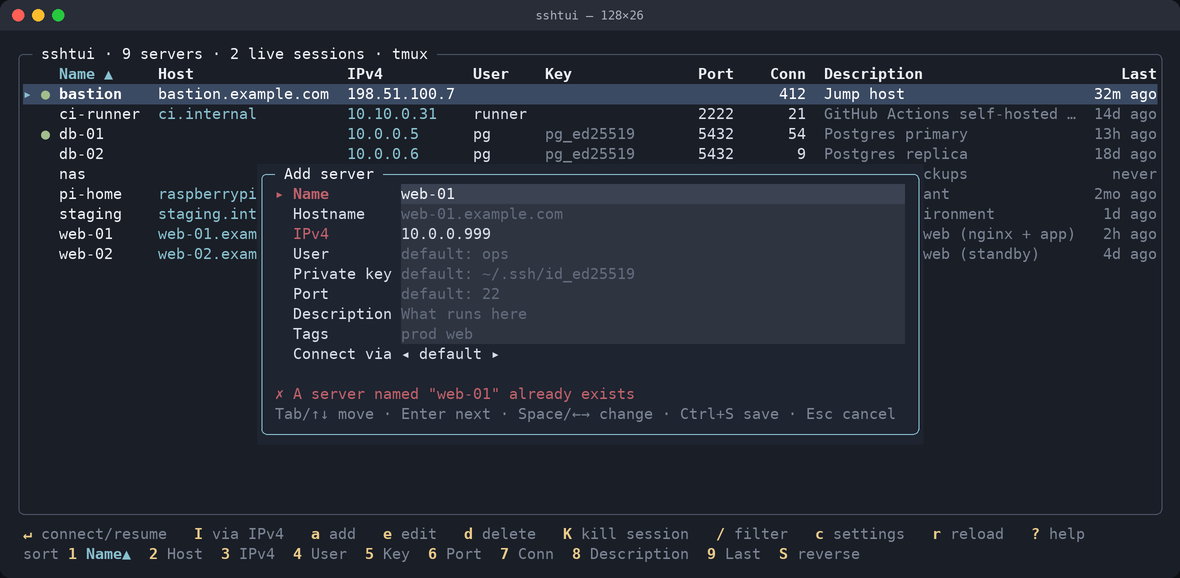 sshtui — 128×26
sshtui · 9 servers · 2 live sessions · tmux
Name ▲ Host IPv4 User Key Port Conn Description Last
▸ ● bastion bastion.example.com 198.51.100.7 412 Jump host 32m ago
ci-runner ci.internal 10.10.0.31 runner 2222 21 GitHub Actions self-hosted … 14d ago
● db-01 10.0.0.5 pg pg_ed25519 5432 54 Postgres primary 13h ago
db-02 10.0.0.6 pg pg_ed25519 5432 9 Postgres replica 18d ago
nas ckups never
pi-home raspberrypi ant 2mo ago
staging staging.int ironment 1d ago
web-01 web-01.exam web (nginx + app) 2h ago
web-02 web-02.exam web (standby) 4d ago
Add server
▸ Name web-01
Hostname web-01.example.com
IPv4 10.0.0.999
User default: ops
Private key default: ~/.ssh/id_ed25519
Port default: 22
Description What runs here
Tags prod web
Connect via ◂ default ▸
✗ A server named "web-01" already exists
Tab/↑↓ move · Enter next · Space/←→ change · Ctrl+S save · Esc cancel
↵ connect/resume I via IPv4 a add e edit d delete K kill session / filter c settings r reload ? help
sort 1 Name▲ 2 Host 3 IPv4 4 User 5 Key 6 Port 7 Conn 8 Description 9 Last S reverse